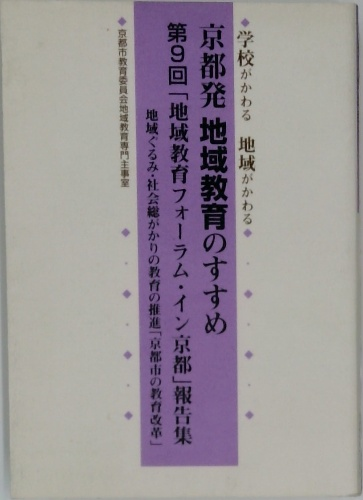 学校がかわる 地域がかわる
京都発 地域教育のすすめ
第9回「地域教育フォーラム・イン京都」報告集
地域ぐるみ・社会総がかりの教育の推進「京都市の教育改革」
京都市教育委員会地域教育専門主事室